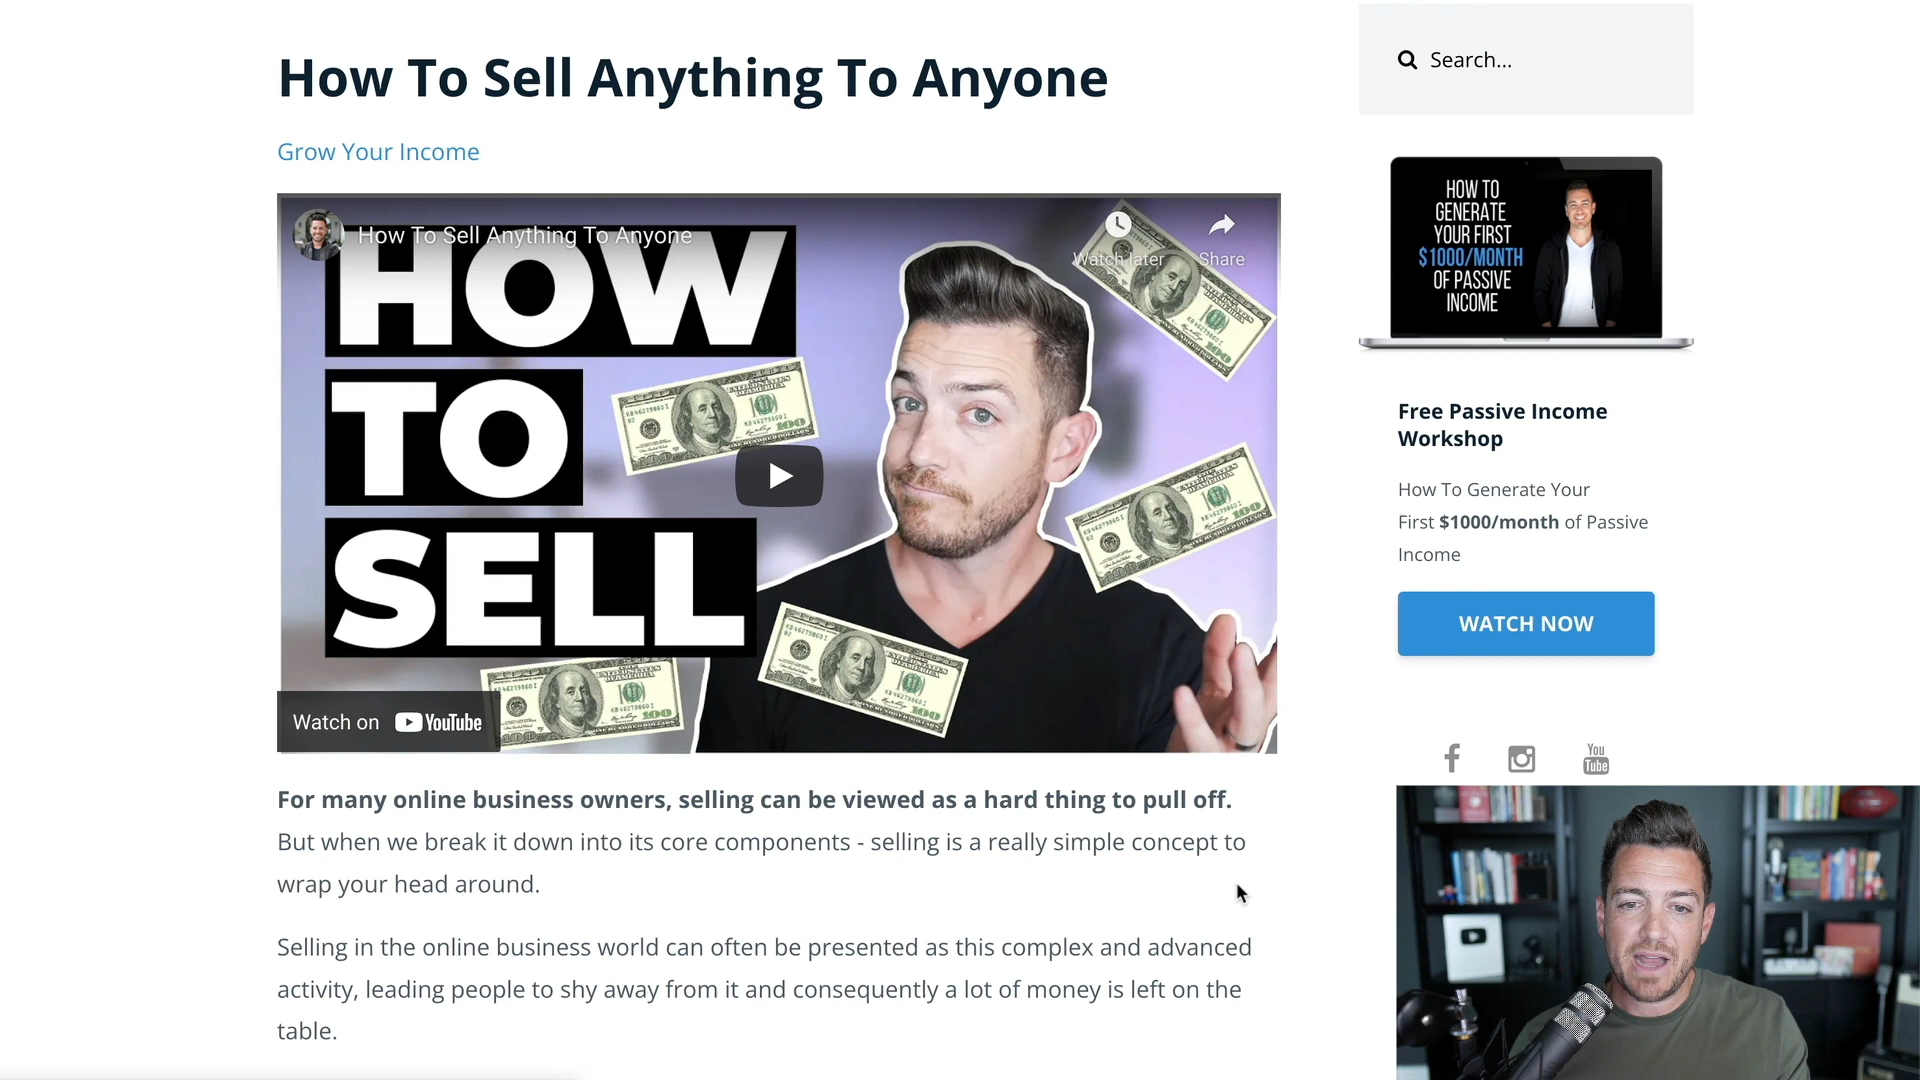 How To Sell Anything To Anyone
Grow Your Income
How To Sell Anything To Anyone
Watch later
Share
HOW
TO
SELL
Watch on YouTube
For many online business owners, selling can be viewed as a hard thing to pull off.
But when we break it down into its core components - selling is a really simple concept to
wrap your head around.
Selling in the online business world can often be presented as this complex and advanced
activity, leading people to shy away from it and consequently a lot of money is left on the
table.
Search...
HOW TO
GENERATE
YOUR FIRST
$1000/MONTH
OF PASSIVE
INCOME
Free Passive Income
Workshop
How To Generate Your
First $1000/month of Passive
Income
WATCH NOW
You
Tube